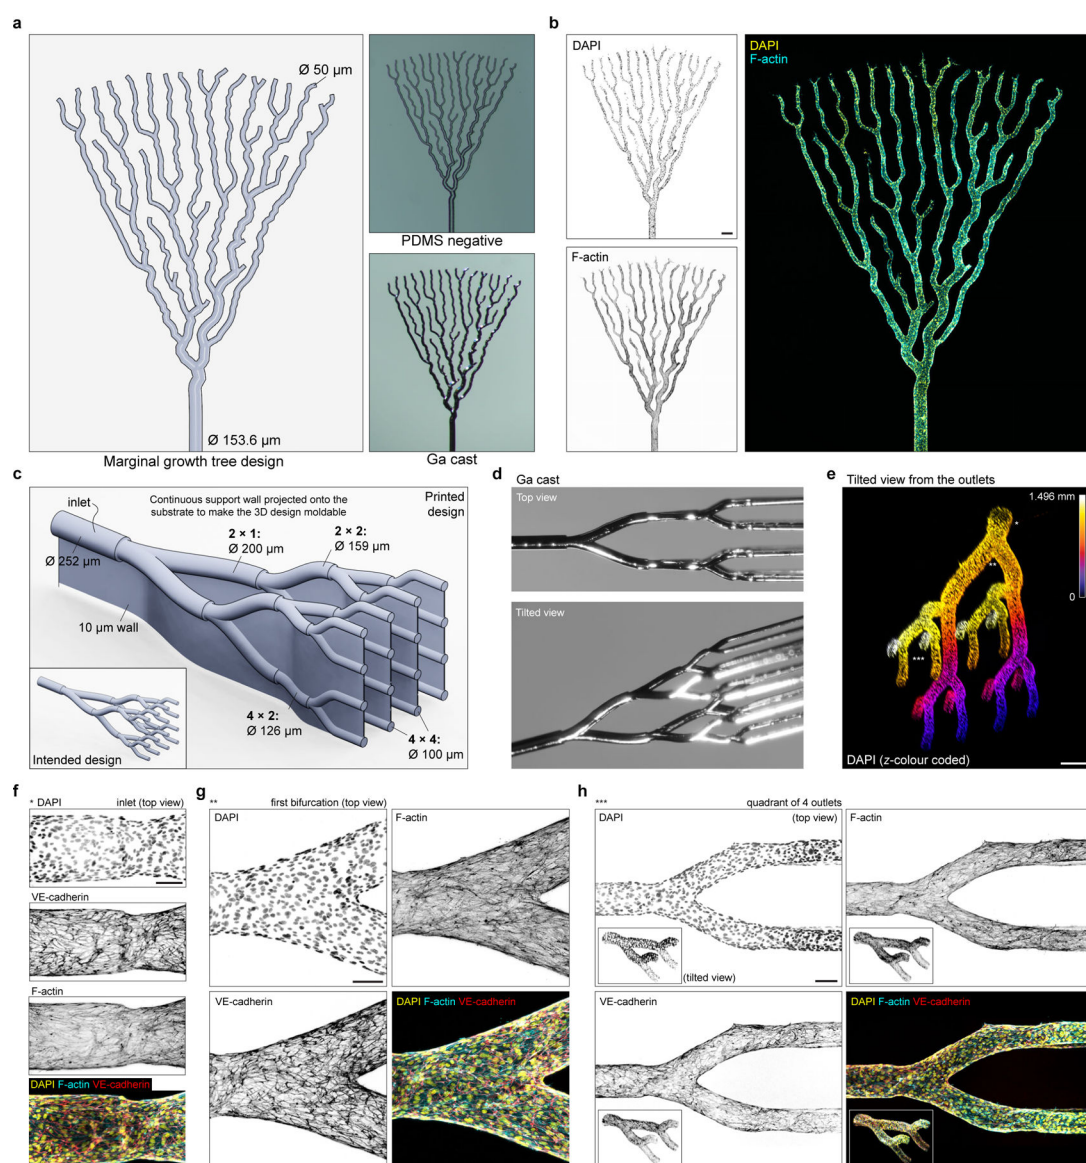 a
Ø 50 µm
Ø 153.6 µm
Marginal growth tree design
PDMS negative
Ga cast
b
DAPI
F-actin
DAPI
F-actin
c
inlet
Continuous support wall projected onto the
substrate to make the 3D design moldable
Printed
design
Ø 252 µm
2 × 1:
Ø 200 µm
2 × 2:
Ø 159 µm
10 µm wall
4 × 2:
Ø 126 µm
4 × 4:
Ø 100 µm
Intended design
d
Ga cast
Top view
Tilted view
e
Tilted view from the outlets
1.496 mm
0
*
**
***
DAPI (z-colour coded)
f
* DAPI
inlet (top view)
VE-cadherin
F-actin
DAPI F-actin VE-cadherin
g
**
first bifurcation (top view)
DAPI
F-actin
VE-cadherin
DAPI F-actin VE-cadherin
h
***
quadrant of 4 outlets
DAPI
(top view)
(tilted view)
F-actin
VE-cadherin
DAPI F-actin VE-cadherin